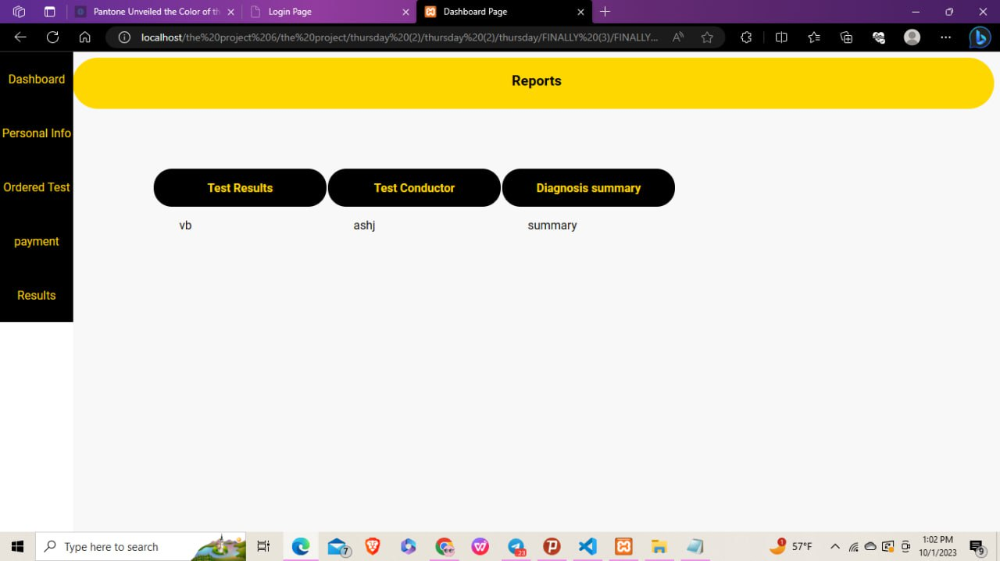 Pantone Unveiled the Color of th
Login Page
Dashboard Page
localhost/the%20project%206/the%20project/thursday%20(2)/thursday%20(2)/thursday/FINALLY%20(3)/FINALLY...
Dashboard
Personal Info
Ordered Test
payment
Results
Reports
Test Results
Test Conductor
Diagnosis summary
vb
ashj
summary
Type here to search
7
23
1
57°F
1:02 PM
10/1/2023
9